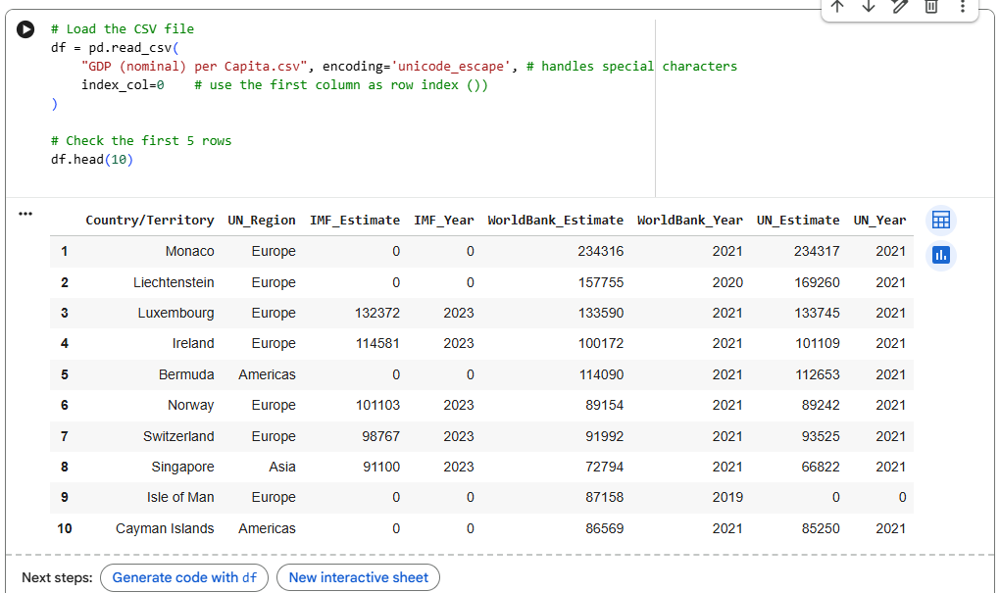 # Load the CSV file
df = pd.read_csv(
    "GDP (nominal) per Capita.csv", encoding='unicode_escape', # handles special characters
    index_col=0    # use the first column as row index ())
)
# Check the first 5 rows
df.head(10)
Country/Territory UN_Region IMF_Estimate IMF_Year WorldBank_Estimate WorldBank_Year UN_Estimate UN_Year
1 Monaco Europe 0 0 234316 2021 234317 2021
2 Liechtenstein Europe 0 0 157755 2020 169260 2021
3 Luxembourg Europe 132372 2023 133590 2021 133745 2021
4 Ireland Europe 114581 2023 100172 2021 101109 2021
5 Bermuda Americas 0 0 114090 2021 112653 2021
6 Norway Europe 101103 2023 89154 2021 89242 2021
7 Switzerland Europe 98767 2023 91992 2021 93525 2021
8 Singapore Asia 91100 2023 72794 2021 66822 2021
9 Isle of Man Europe 0 0 87158 2019 0 0
10 Cayman Islands Americas 0 0 86569 2021 85250 2021
Next steps: Generate code with df New interactive sheet